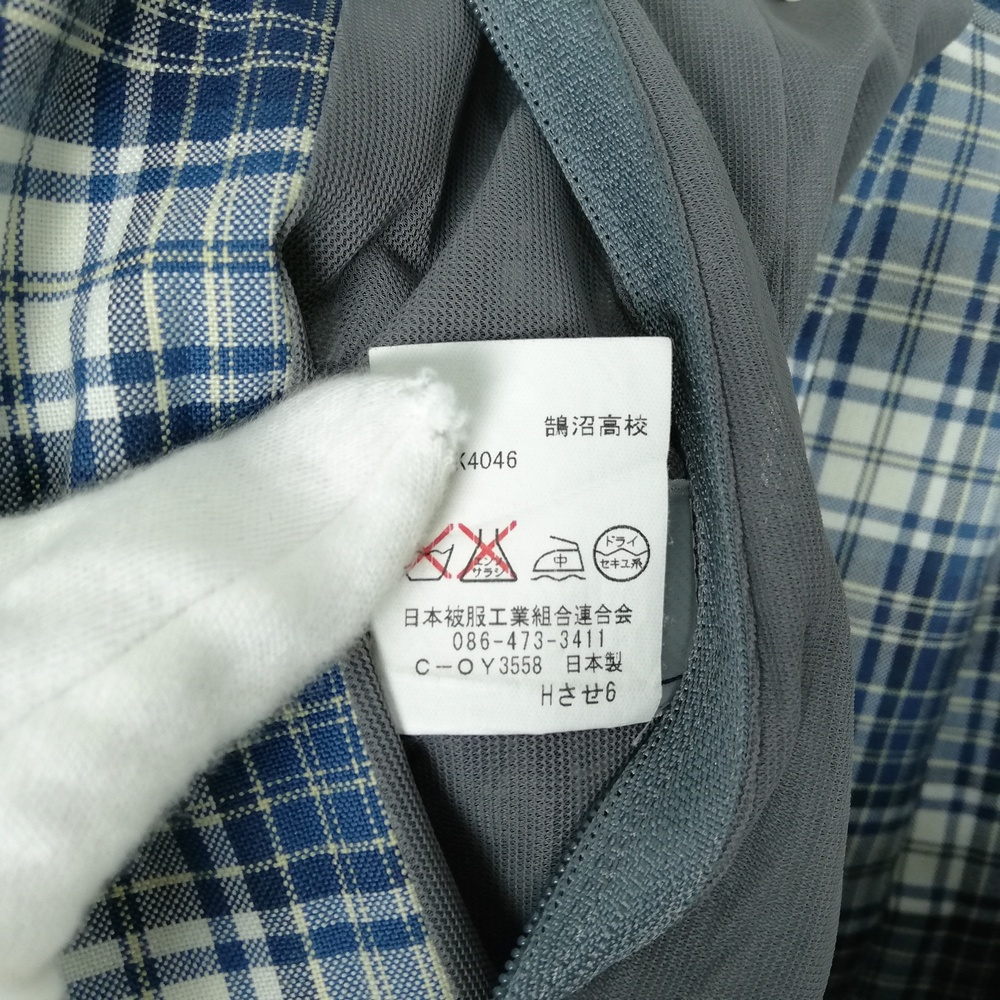 鵠沼高校
K4046
エンソ
サラシ
中
ドライ
セキユ系
日本被服工業組合連合会
086-473-3411
C-OY3558 日本製
Hさせ6